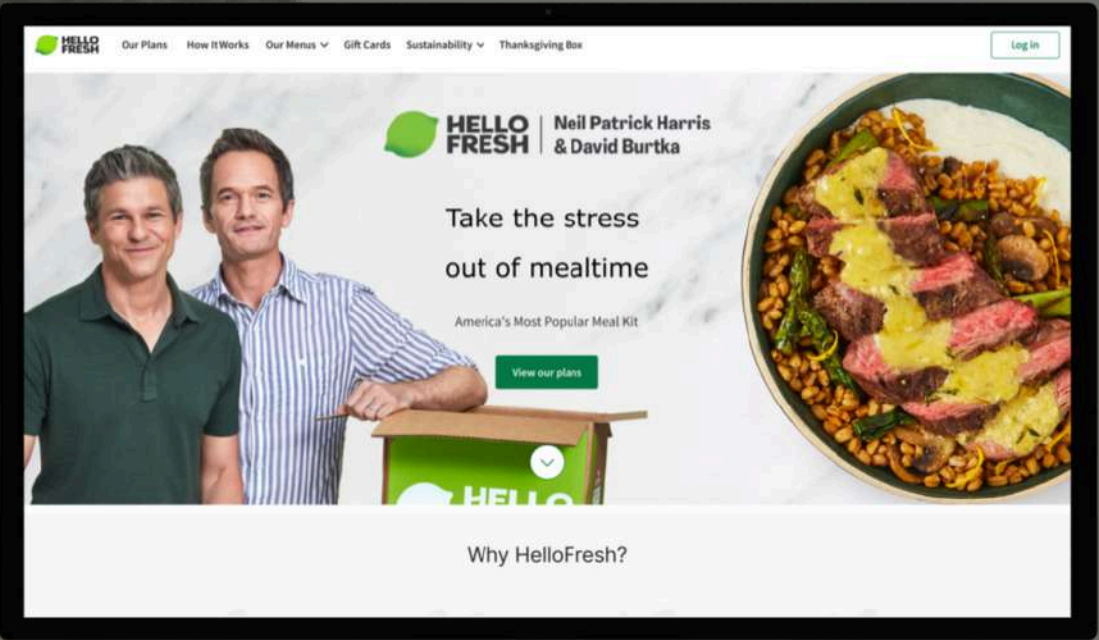 HELLO
FRESH
Our Plans How It Works Our Menus Gift Cards Sustainability Thanksgiving Box
Log in
HELLO
FRESH
Neil Patrick Harris
& David Burtka
Take the stress
out of mealtime
America's Most Popular Meal Kit
View our plans
HELLO
Why HelloFresh?